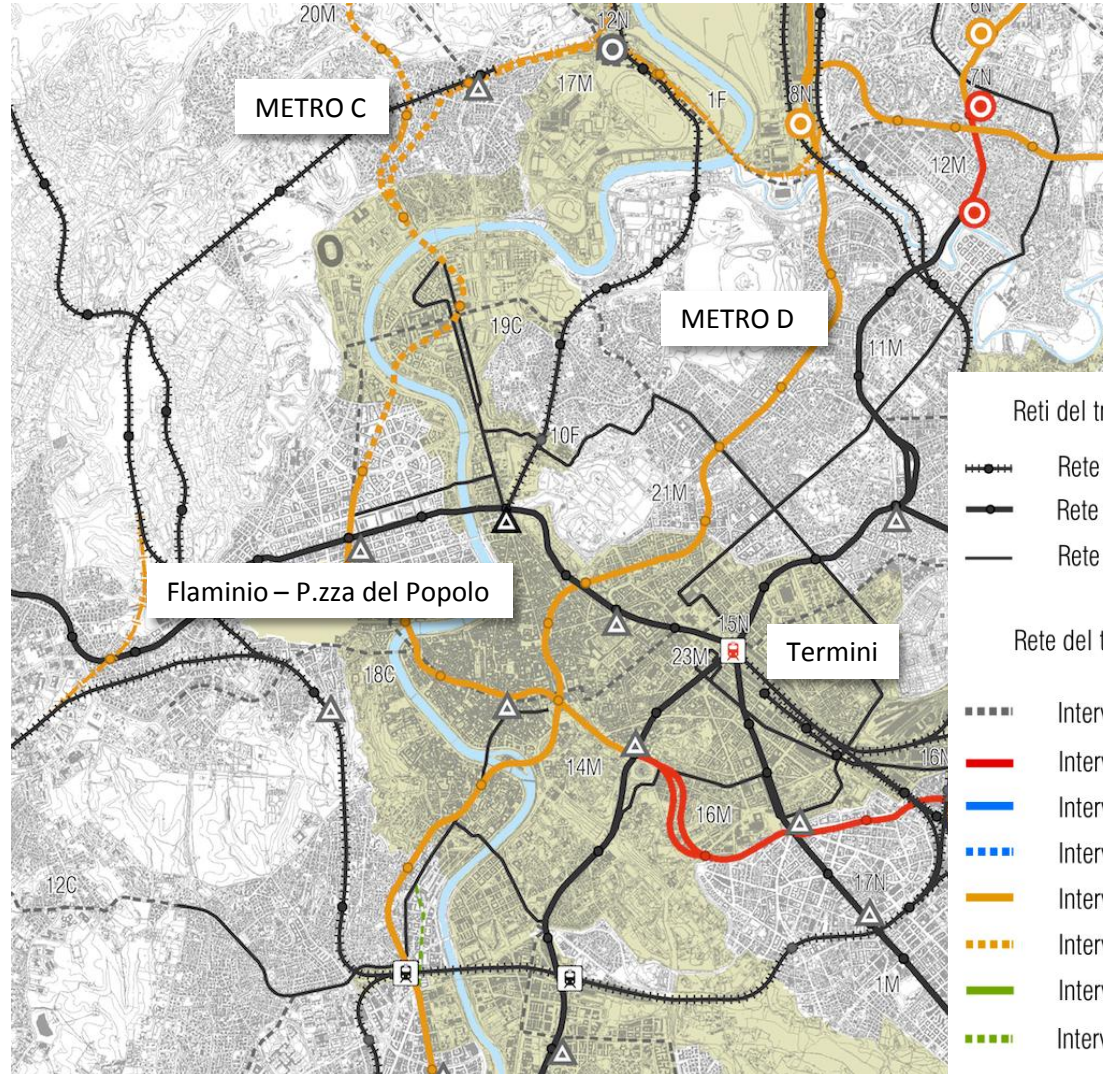 20M
12N
6N
17M
7N
METRO C
1F
8N
12M
19C
METRO D
11M
10F
21M
Flaminio – P.zza del Popolo
15N
23M
Termini
18C
14M
16N
16M
12C
17N
1M
Reti del tr
Rete
Rete
Rete
Rete del t
Interv
Interv
Interv
Interv
Interv
Interv
Interv
Interv